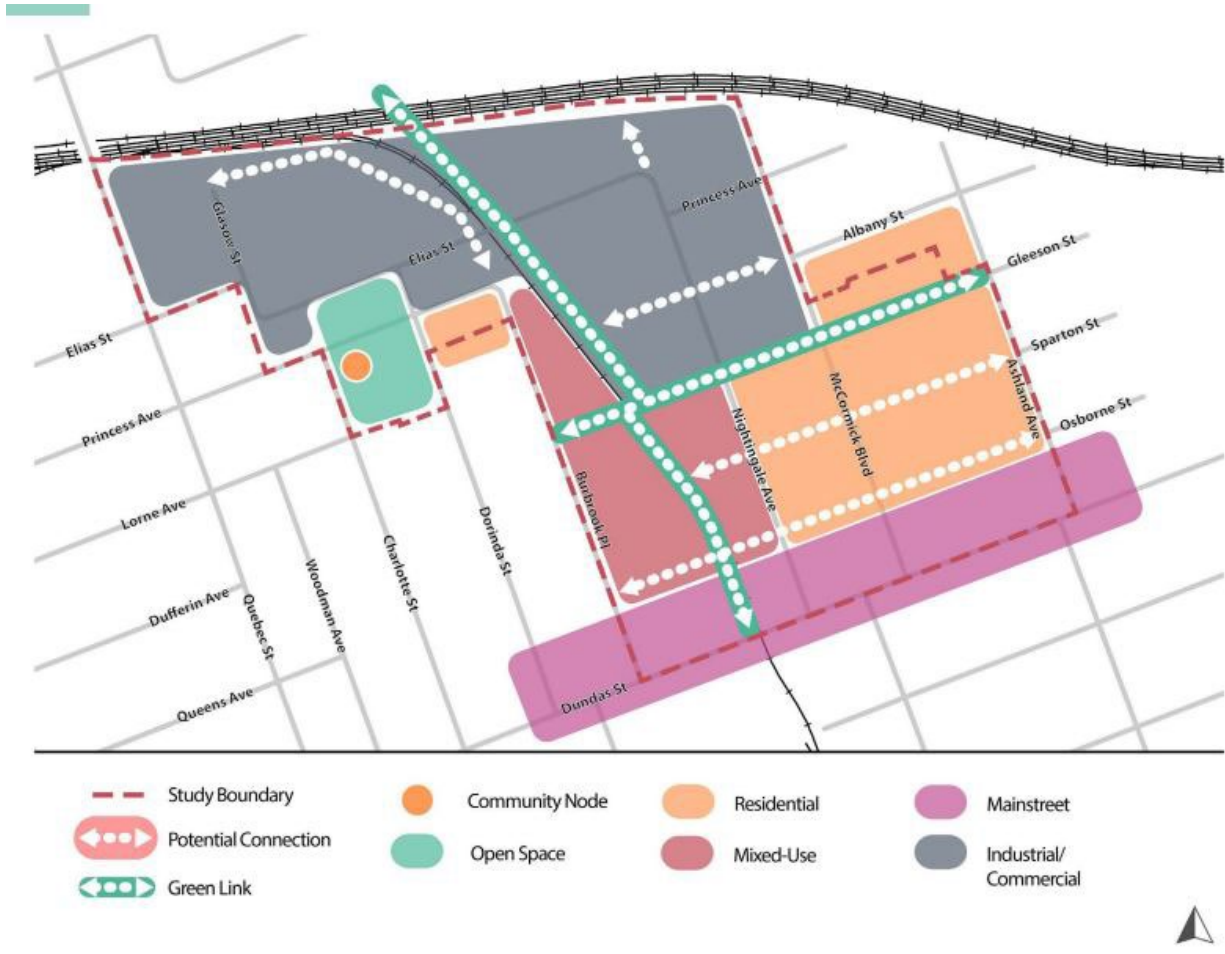 Glasow St
Elias St
Princess Ave
Albany St
Gleeson St
Elias St
Sparton St
Princess Ave
McCormick Blvd
Ashland Ave
Osborne St
Nightingale Ave
Burbrook Pl
Lorne Ave
Dorinda St
Charlotte St
Woodman Ave
Dufferin Ave
Quebec St
Queens Ave
Dundas St
Study Boundary
Potential Connection
Green Link
Community Node
Open Space
Residential
Mixed-Use
Mainstreet
Industrial/
Commercial